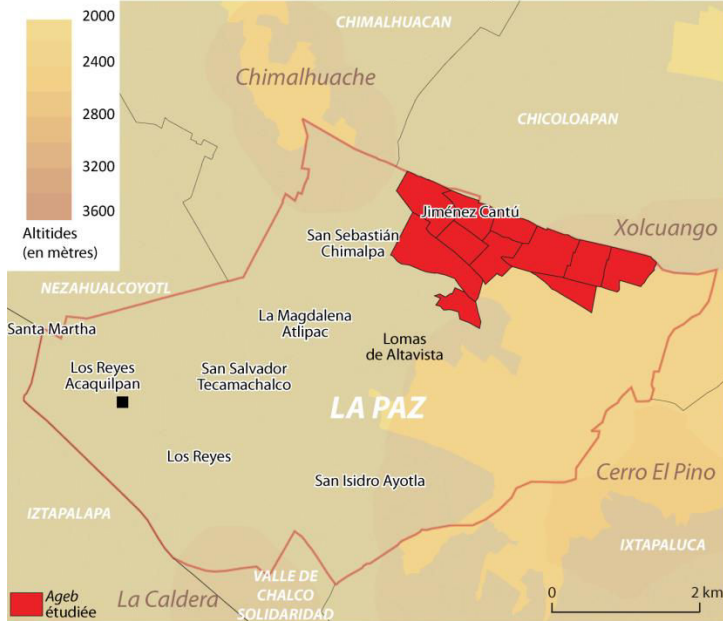 2000
2400
2800
3200
3600
Altitides
(en mètres)
CHIMALHUACAN
Chimalhuache
CHICOLOAPAN
Jiménez Cantú
San Sebastián
Chimalpa
Xolcuango
NEZAHUALCOYOTL
Santa Martha
La Magdalena
Atlipac
Lomas
de Altavista
Los Reyes
Acaquilpan
San Salvador
Tecamachalco
LA PAZ
Los Reyes
San Isidro Ayotla
Cerro El Pino
IZTAPALAPA
IXTAPALUCA
La Caldera
VALLE DE
CHALCO
SOLIDARIDAD
Ageb
étudiée
0 2 km